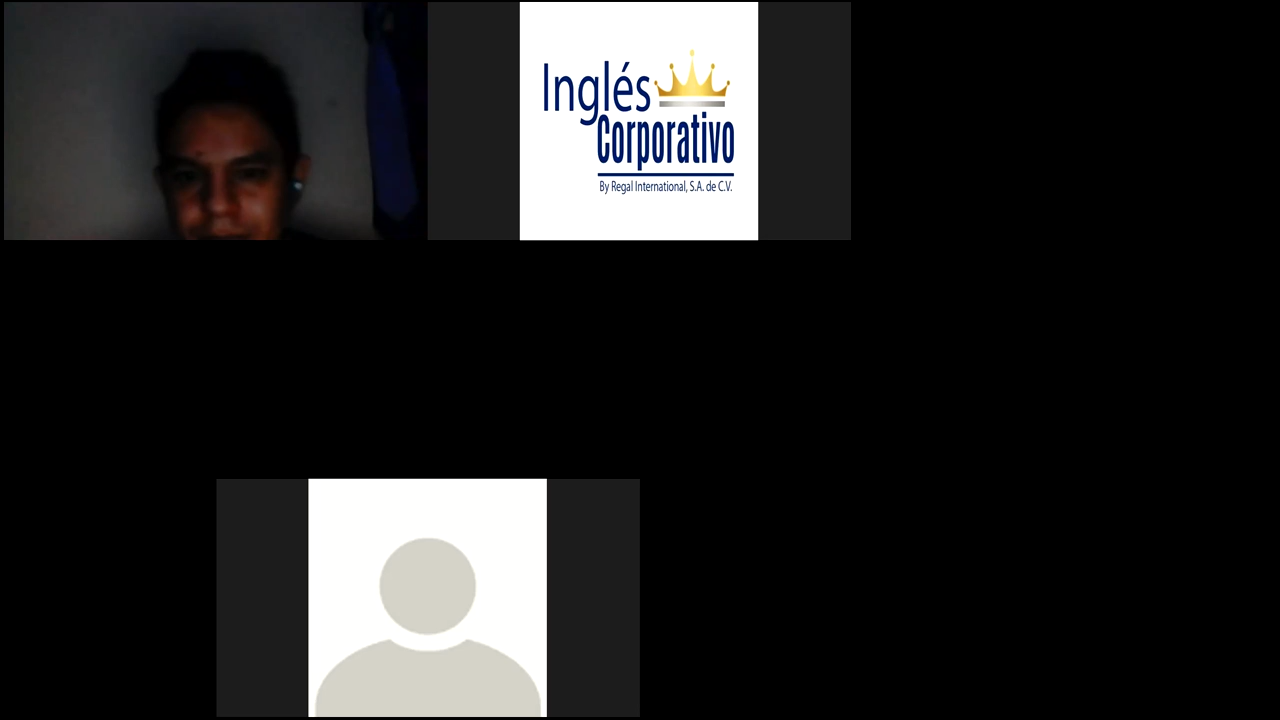 Inglés
Corporativo
By Regal International, S.A. de C.V.